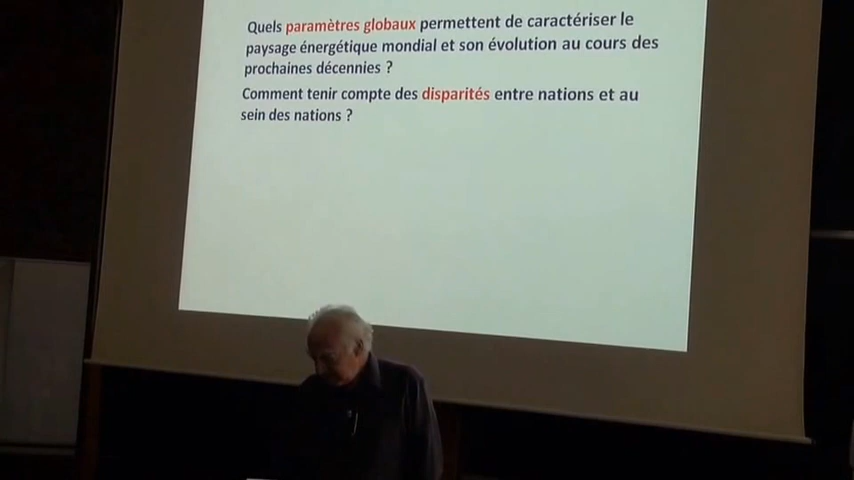 Quels paramètres globaux permettent de caractériser le
paysage énergétique mondial et son évolution au cours des
prochaines décennies ?
Comment tenir compte des disparités entre nations et au
sein des nations ?